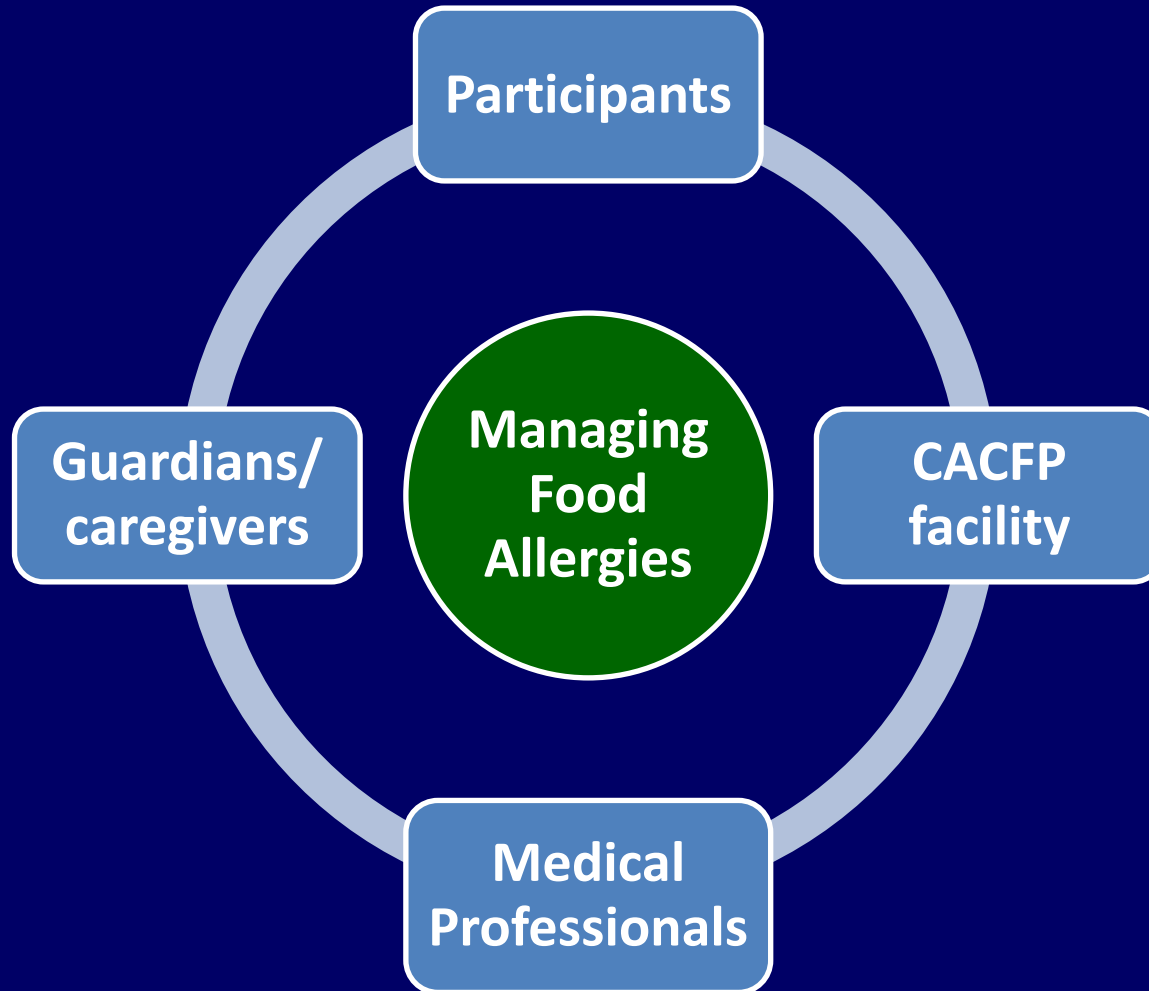 Participants
Guardians/
caregivers
Managing
Food
Allergies
CACFP
facility
Medical
Professionals